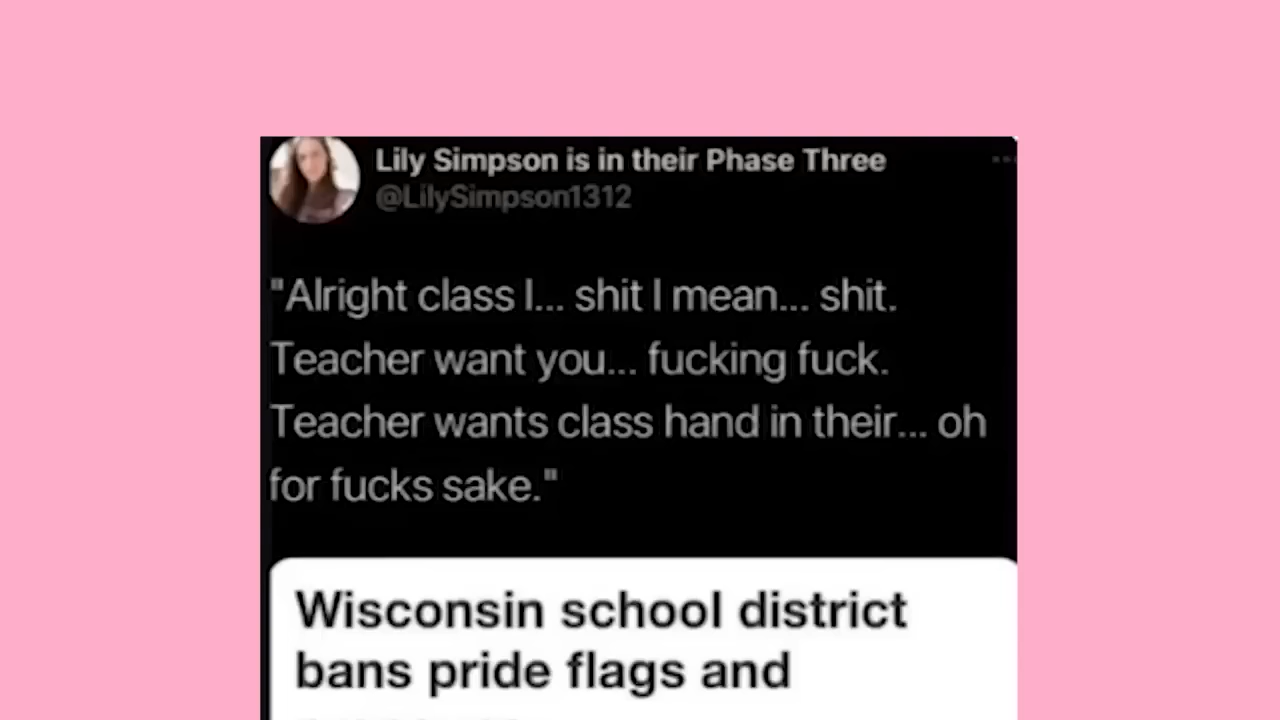 Lily Simpson is in their Phase Three
@LilySimpson1312
"Alright class I... shit I mean... shit.
Teacher want you... fucking fuck.
Teacher wants class hand in their... oh
for fucks sake."
Wisconsin school district
bans pride flags and